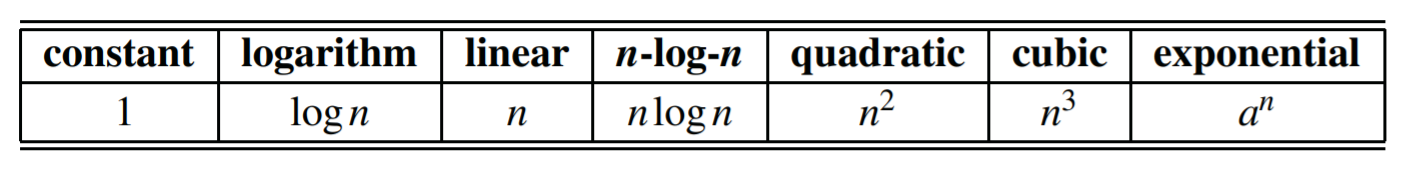 constant logarithm linear n-log-n quadratic cubic exponential
1 log n n n log n n² n³ aⁿ